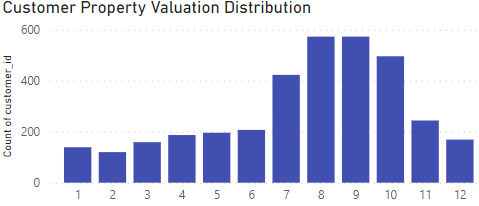 Customer Property Valuation Distribution
Count of customer_id
600
400
200
0
1 2 3 4 5 6 7 8 9 10 11 12